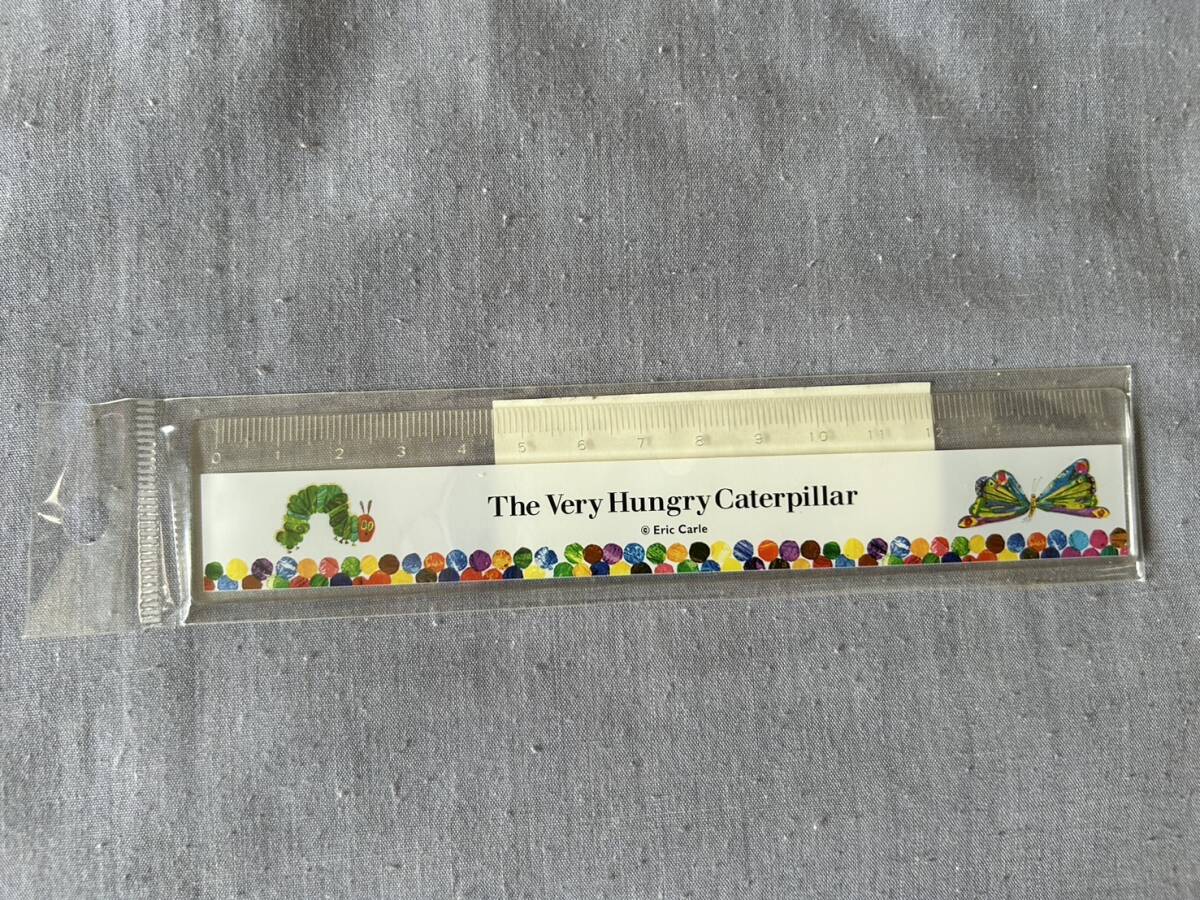 0 1 2 3 4 5 6 7 8 9 10 11 12 13 14 15
The Very Hungry Caterpillar
© Eric Carle